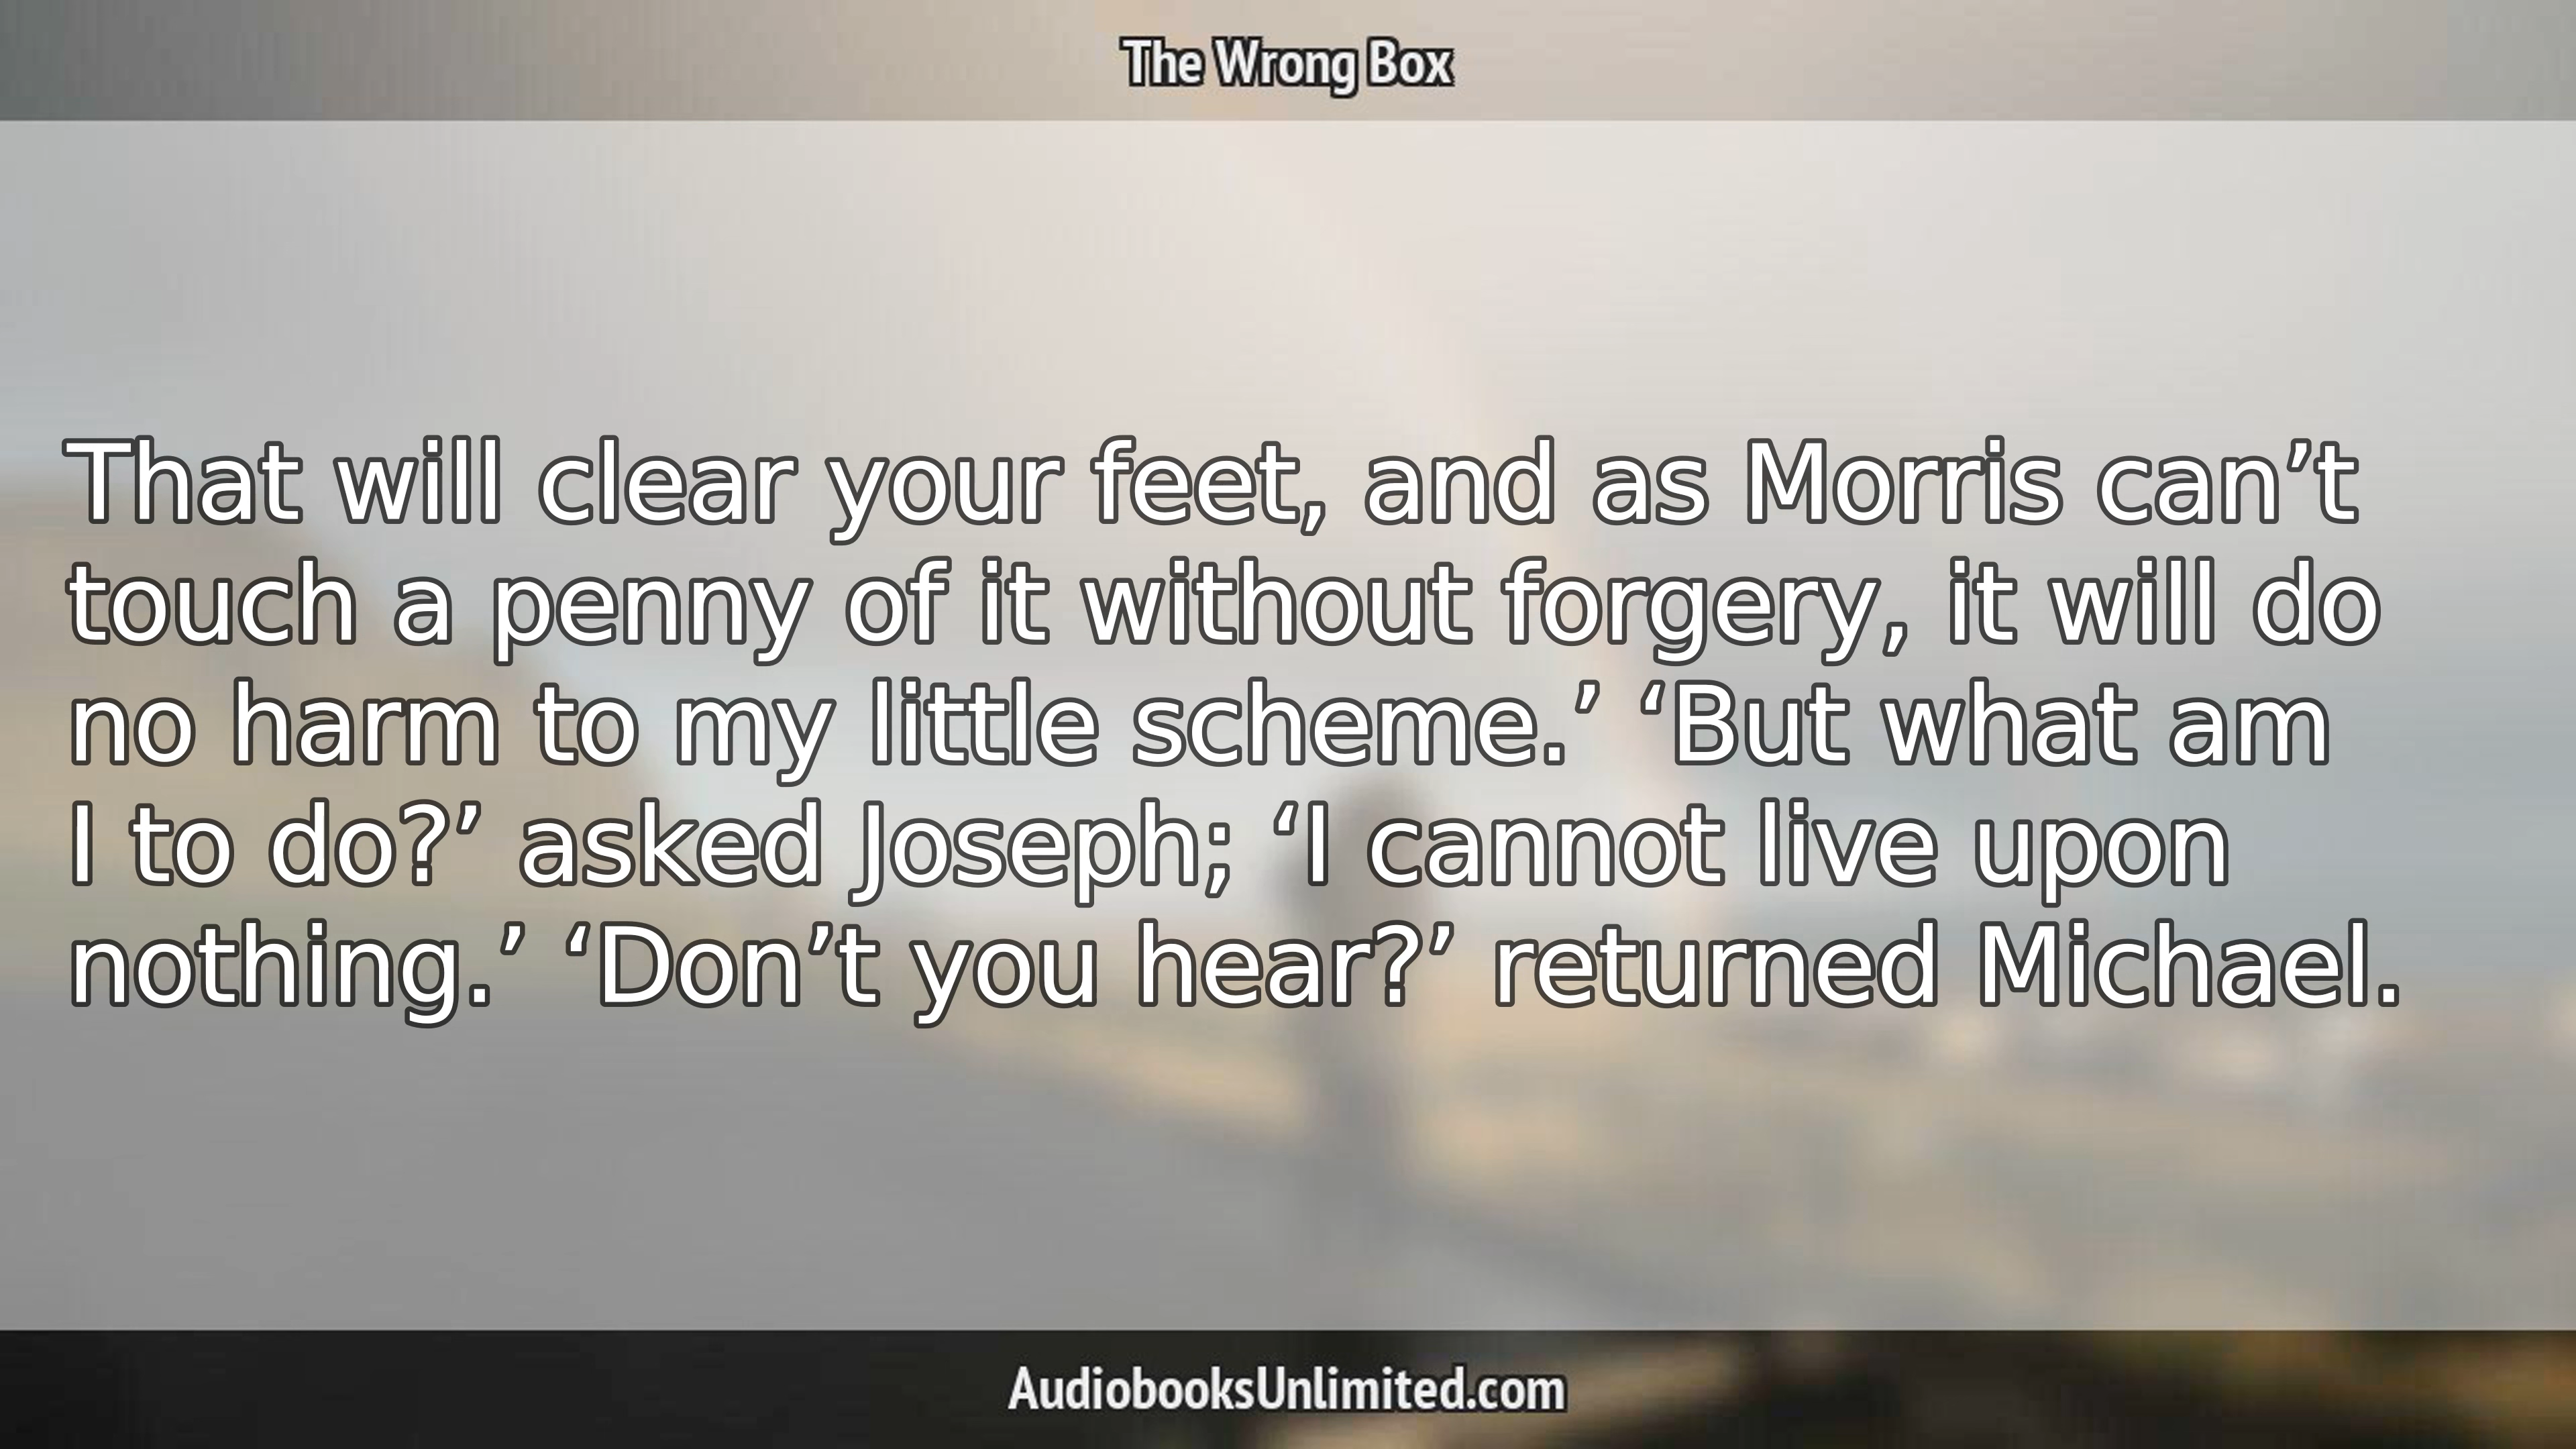 The Wrong Box
That will clear your feet, and as Morris can’t
touch a penny of it without forgery, it will do
no harm to my little scheme.’ ‘But what am
I to do?’ asked Joseph; ‘I cannot live upon
nothing.’ ‘Don’t you hear?’ returned Michael.
AudiobooksUnlimited.com